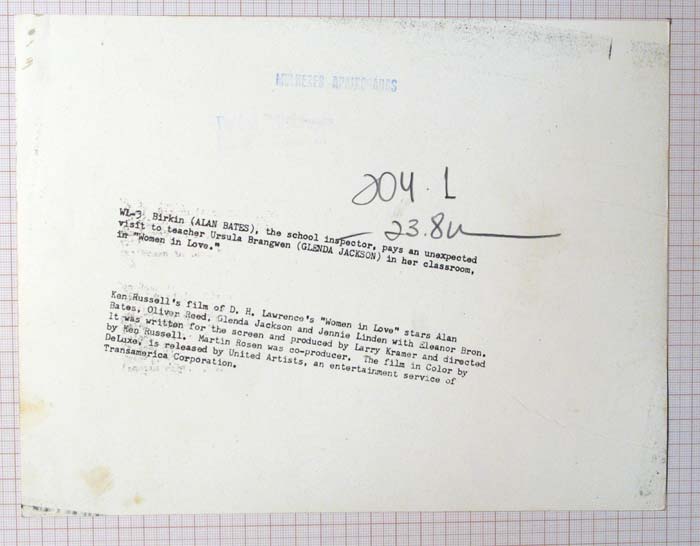 MULHERES APAIXONADAS
204.L
23.8u
WL-3 Birkin (ALAN BATES), the school inspector, pays an unexpected
visit to teacher Ursula Brangwen (GLENDA JACKSON) in her classroom,
in "Women in Love."
Ken Russell's film of D. H. Lawrence's "Women in Love" stars Alan
Bates, Oliver Reed, Glenda Jackson and Jennie Linden with Eleanor Bron.
It was written for the screen and produced by Larry Kramer and directed
by Ken Russell. Martin Rosen was co-producer. The film in Color by
DeLuxe, is released by United Artists, an entertainment service of
Transamerica Corporation.